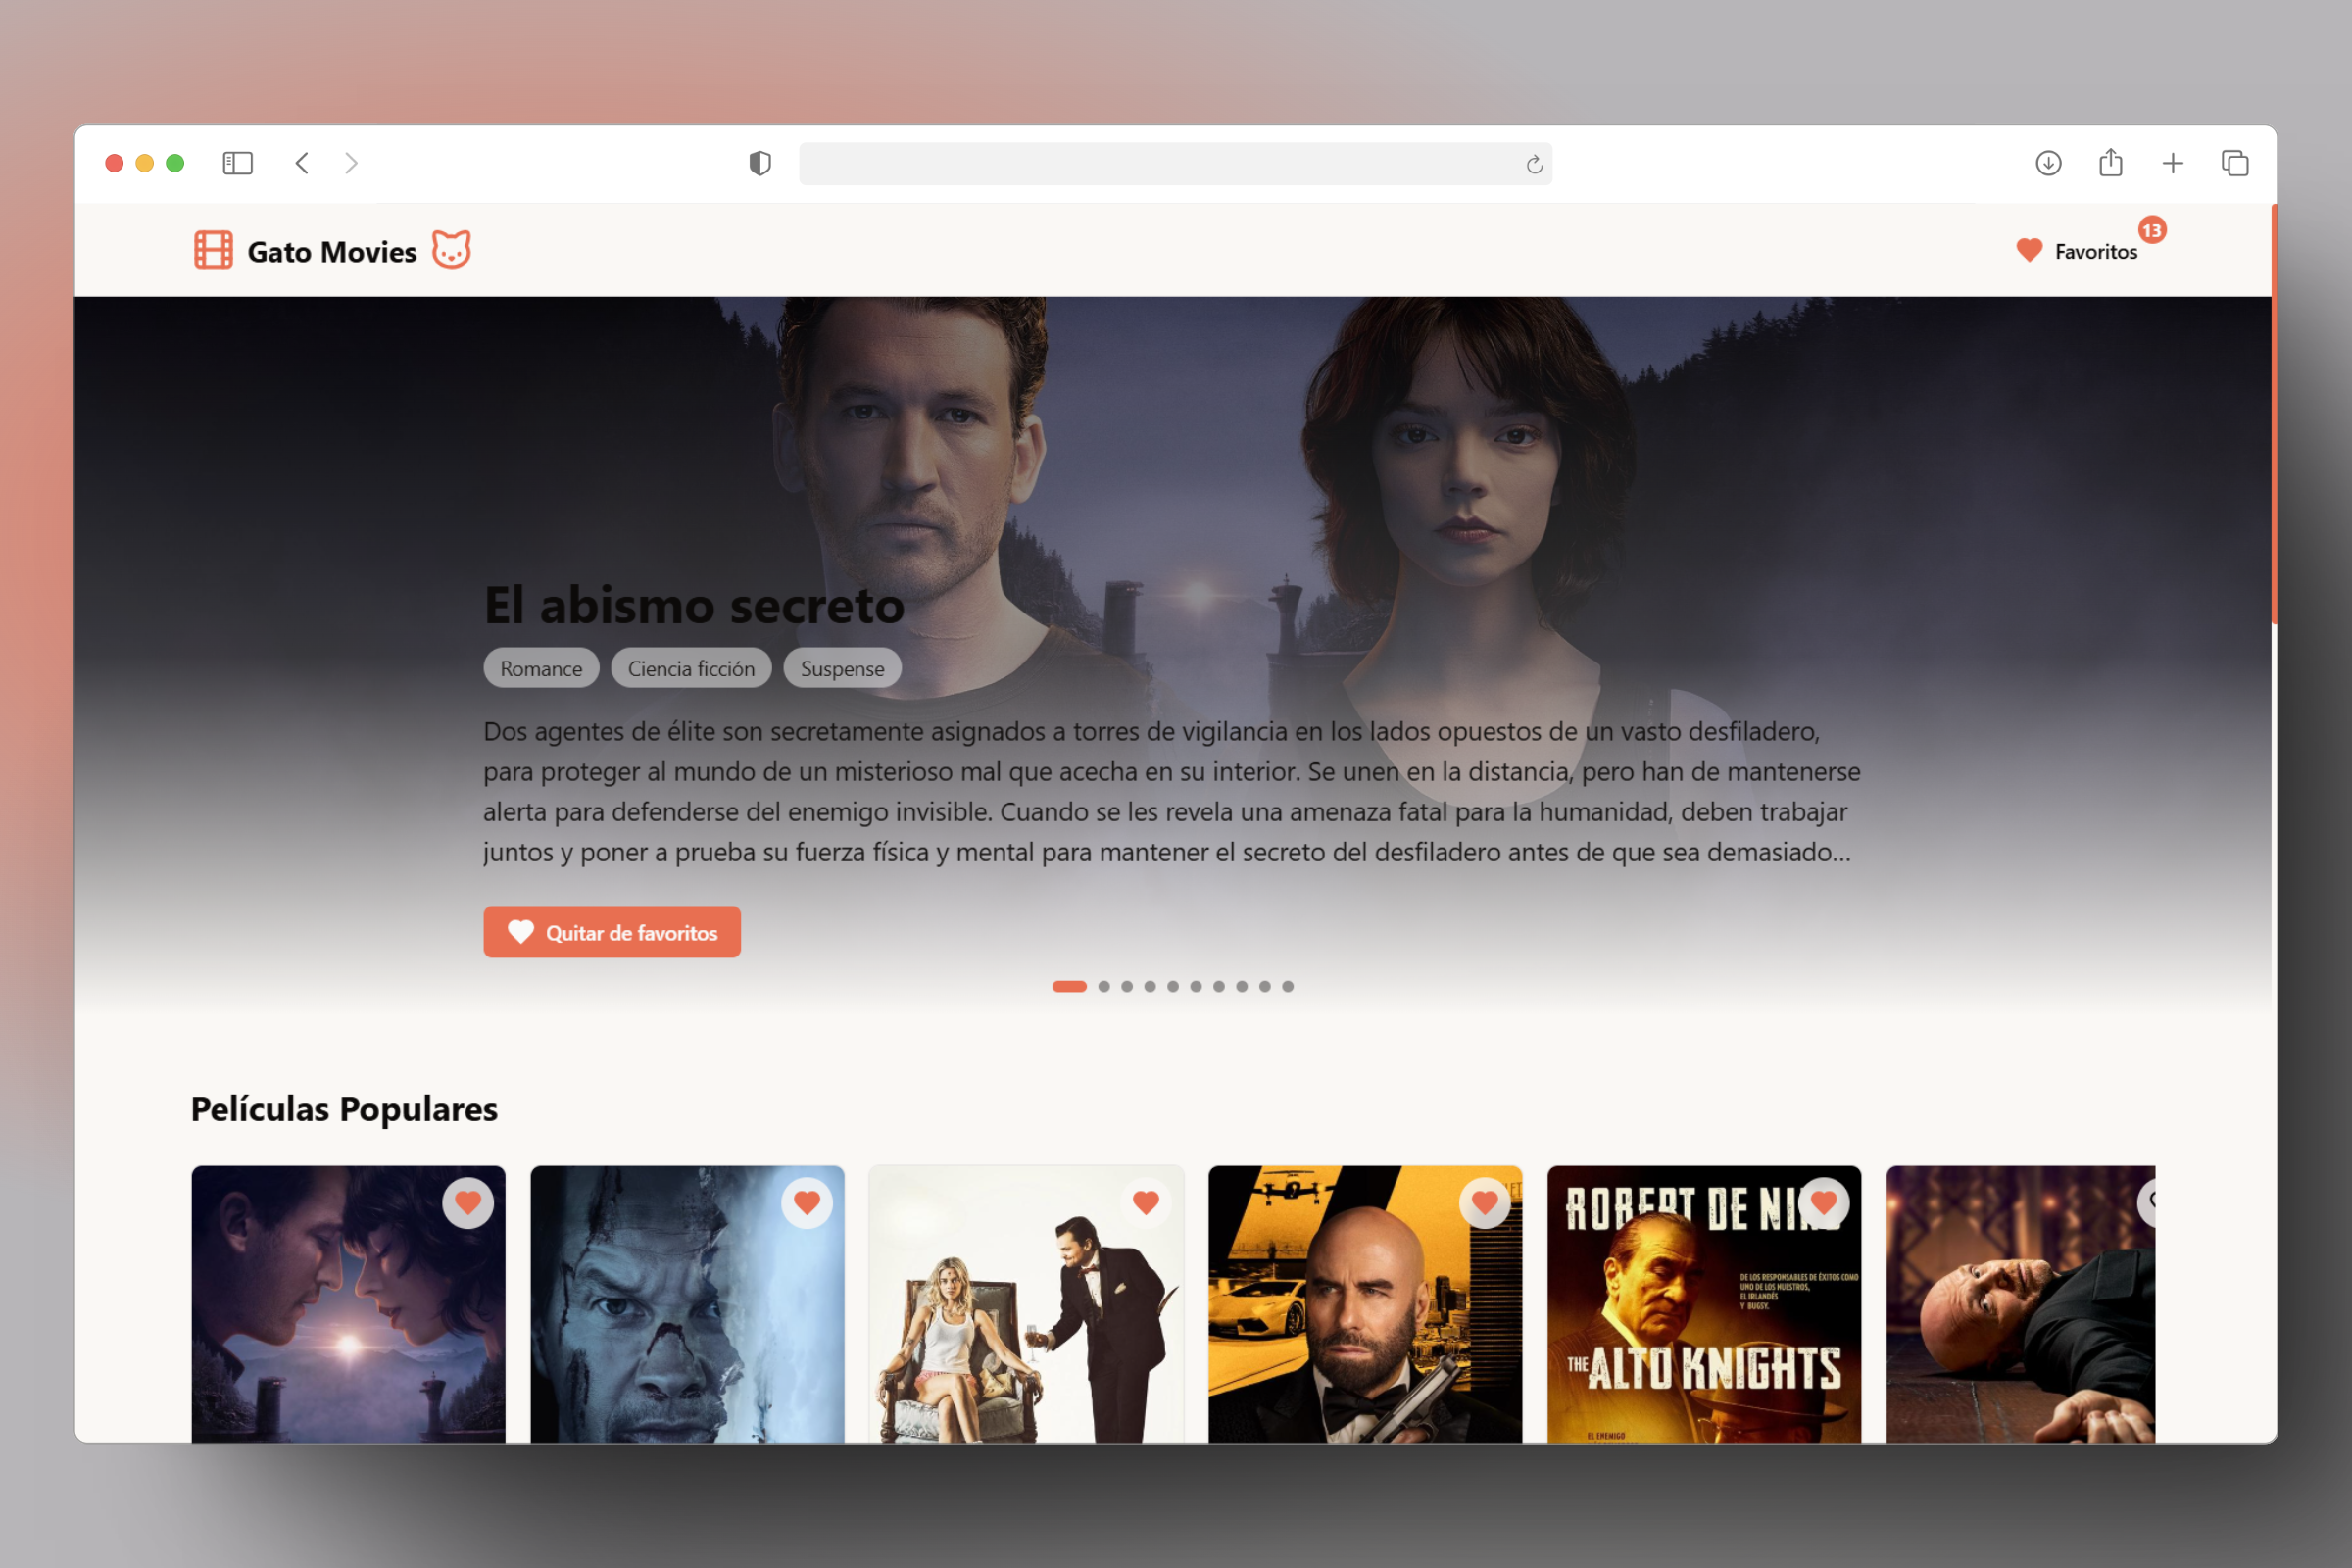 Gato Movies
Favoritos
13
El abismo secreto
Romance
Ciencia ficción
Suspense
Dos agentes de élite son secretamente asignados a torres de vigilancia en los lados opuestos de un vasto desfiladero,
para proteger al mundo de un misterioso mal que acecha en su interior. Se unen en la distancia, pero han de mantenerse
alerta para defenderse del enemigo invisible. Cuando se les revela una amenaza fatal para la humanidad, deben trabajar
juntos y poner a prueba su fuerza física y mental para mantener el secreto del desfiladero antes de que sea demasiado...
Quitar de favoritos
Películas Populares
ROBERT DE
DE LOS RESPONSABLES DE ÉXITOS COMO
UNO DE LOS NUESTROS,
EL IRLANDÉS
Y BUGSY.
THE ALTO KNIGHTS
EL ENEMIGO